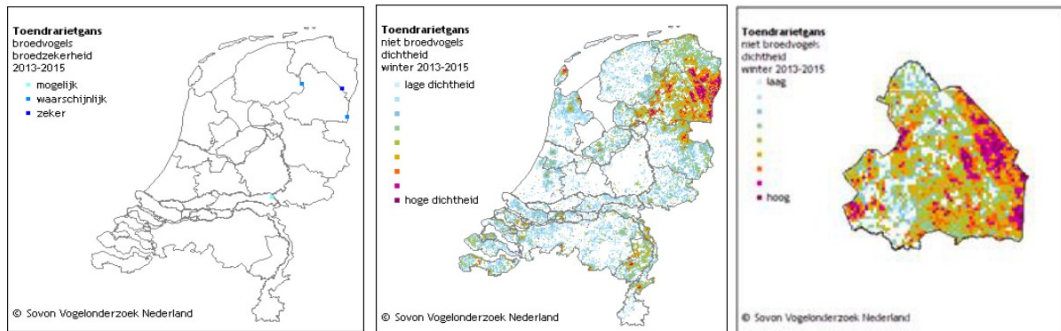 Toendrarietgans
broedvogels
broedzekerheid
2013-2015
mogelijk
waarschijnlijk
zeker
© Sovon Vogelonderzoek Nederland
Toendrarietgans
niet broedvogels
dichtheid
winter 2013-2015
lage dichtheid
hoge dichtheid
© Sovon Vogelonderzoek Nederland
Toendrarietgans
niet broedvogels
dichtheid
winter 2013-2015
laag
hoog
© Sovon Vogelonderzoek Nederland